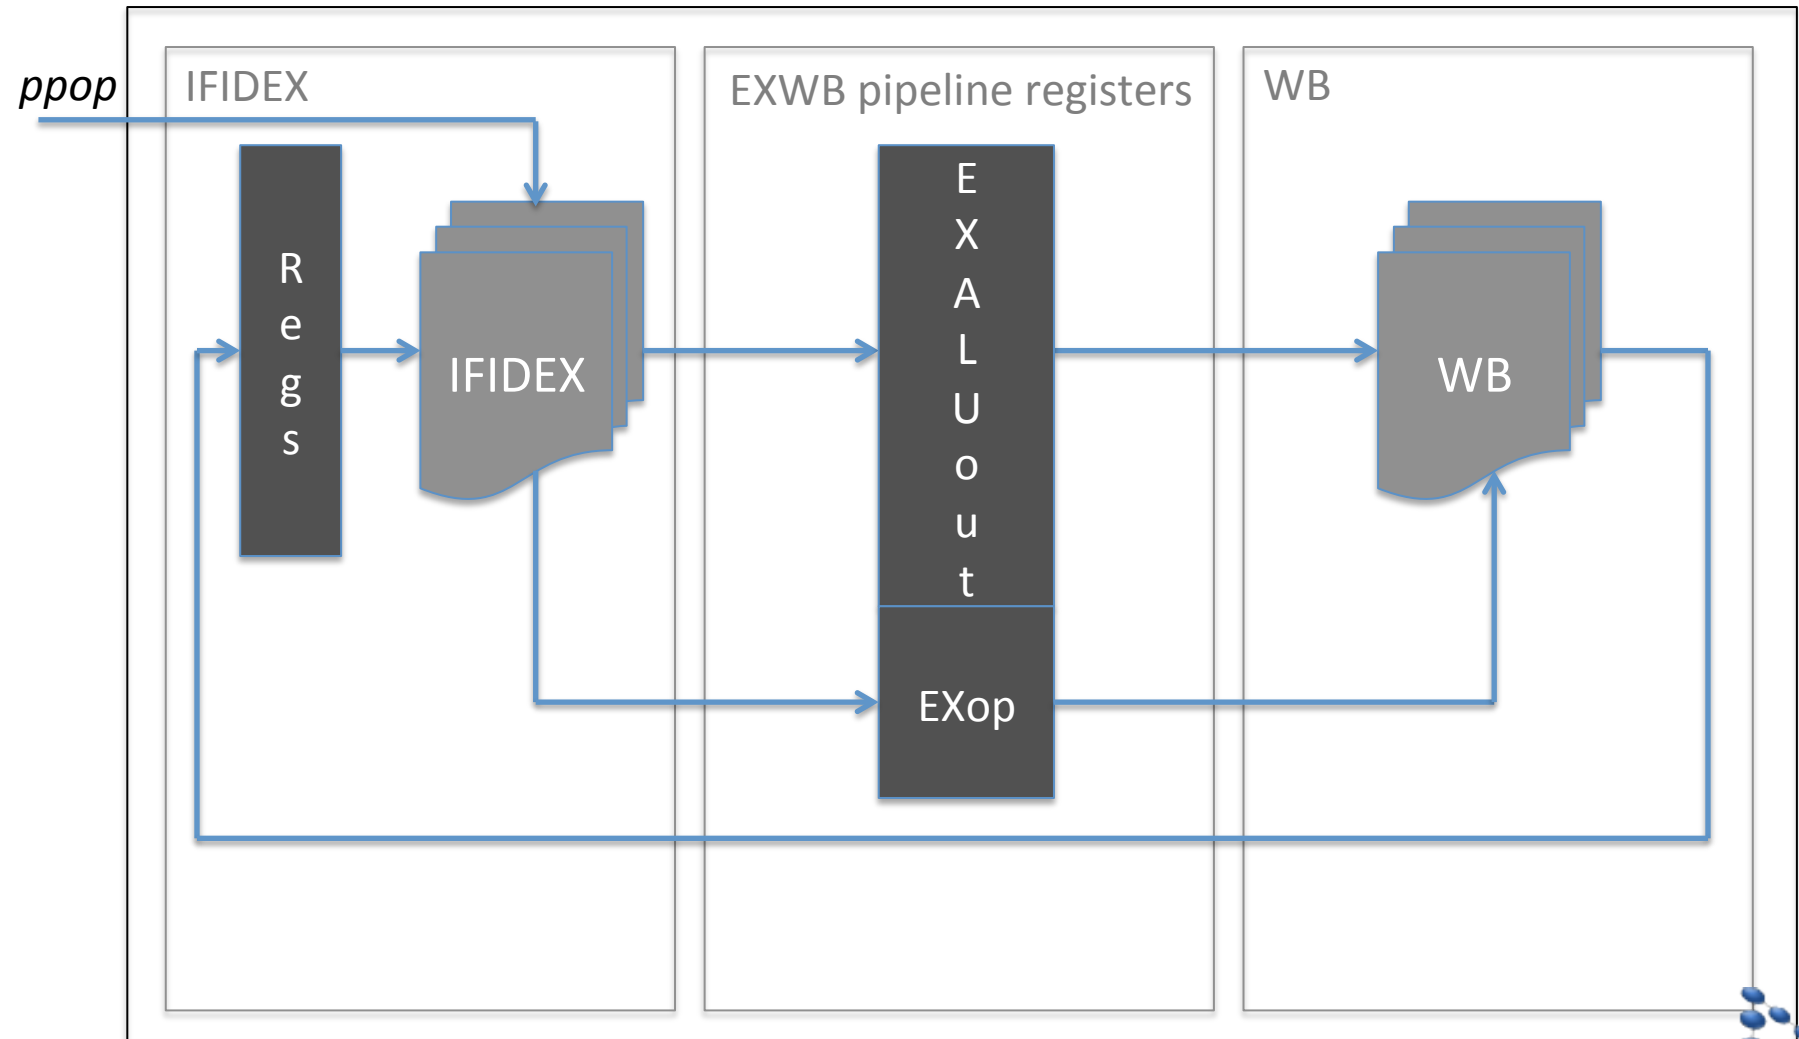 ppop
IFIDEX
EXWB pipeline registers
WB
R
e
g
s
IFIDEX
E
X
A
L
U
o
u
t
EXop
WB